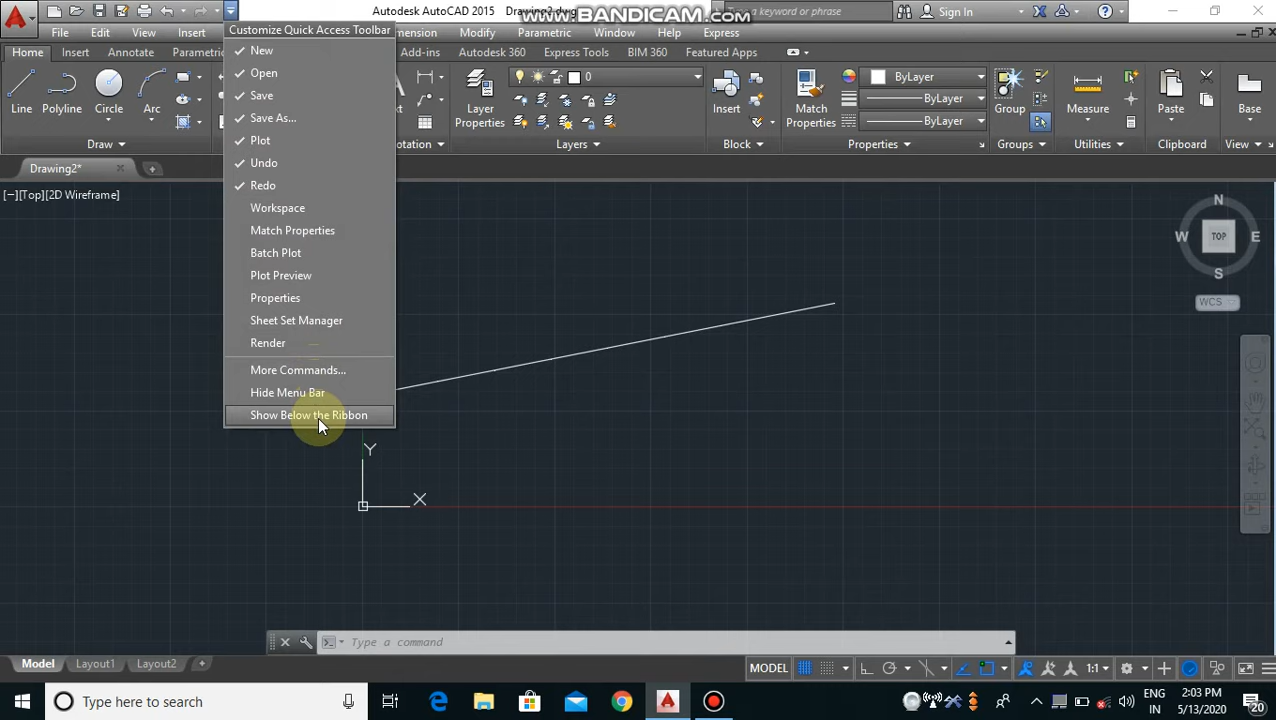 Autodesk AutoCAD 2015 Drawing2.dwg
www.BANDICAM.com
a keyword or phrase
Sign In
File Edit View Insert
Dimension Modify Parametric Window Help Express
Home Insert Annotate Parametric
Add-ins Autodesk 360 Express Tools BIM 360 Featured Apps
Customize Quick Access Toolbar
New
Open
Save
Save As...
Plot
Undo
Redo
Workspace
Match Properties
Batch Plot
Plot Preview
Properties
Sheet Set Manager
Render
More Commands...
Hide Menu Bar
Show Below the Ribbon
Line Polyline Circle Arc
Draw
Layer Properties
0
Layers
Insert
Block
Match Properties
ByLayer
ByLayer
ByLayer
Properties
Group
Groups
Measure
Utilities
Paste
Clipboard
Base
View
Drawing2*
[−][Top][2D Wireframe]
N
W TOP E
S
WCS
Y
X
Type a command
Model Layout1 Layout2
MODEL
1:1
Type here to search
ENG
IN
2:03 PM
5/13/2020
20